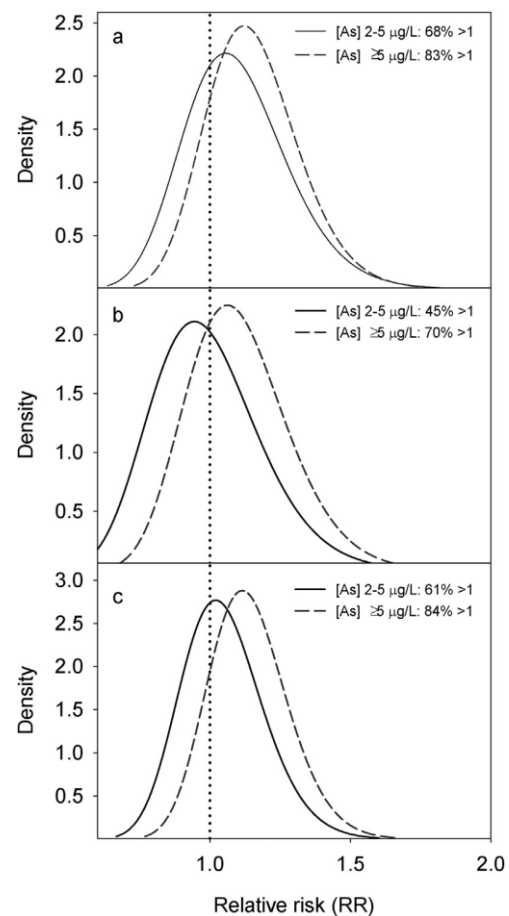 a
[As] 2-5 μg/L: 68% >1
[As] ≥5 μg/L: 83% >1
Density
2.5
2.0
1.5
1.0
0.5
b
[As] 2-5 μg/L: 45% >1
[As] ≥5 μg/L: 70% >1
Density
2.0
1.5
1.0
0.5
c
[As] 2-5 μg/L: 61% >1
[As] ≥5 μg/L: 84% >1
Density
3.0
2.5
2.0
1.5
1.0
0.5
1.0 1.5 2.0
Relative risk (RR)